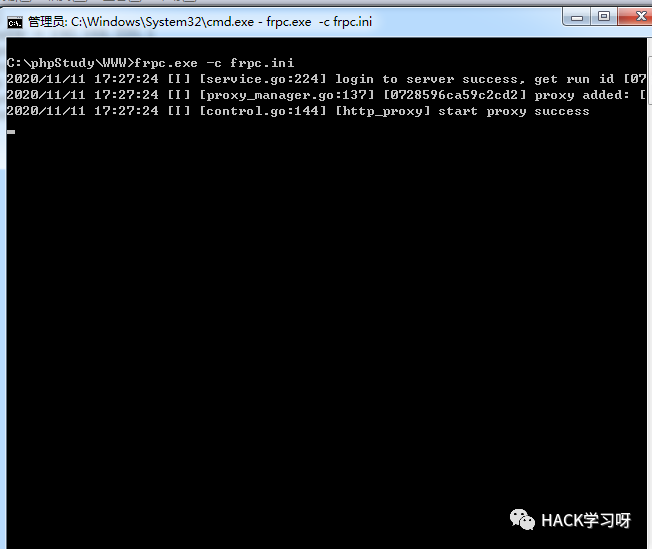 管理员: C:\Windows\System32\cmd.exe - frpc.exe  -c frpc.ini
C:\phpStudy\WWW>frpc.exe -c frpc.ini
2020/11/11 17:27:24 [I] [service.go:224] login to server success, get run id [07
2020/11/11 17:27:24 [I] [proxy_manager.go:137] [0728596ca59c2cd2] proxy added: [
2020/11/11 17:27:24 [I] [control.go:144] [http_proxy] start proxy success
HACK学习呀